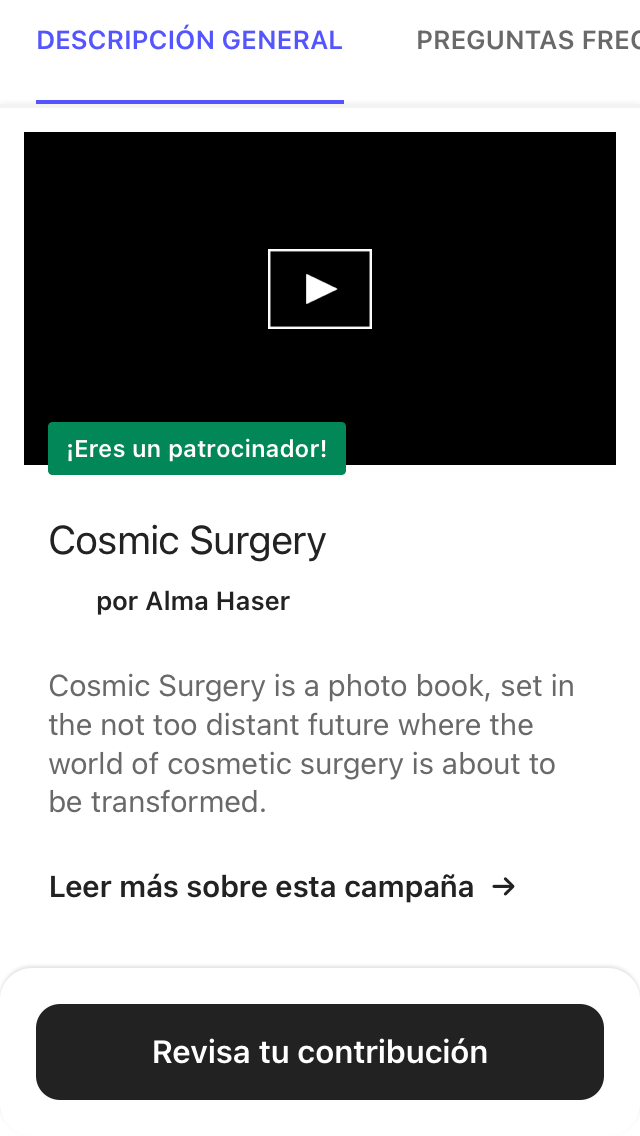 DESCRIPCIÓN GENERAL
PREGUNTAS FREC
¡Eres un patrocinador!
Cosmic Surgery
por Alma Haser
Cosmic Surgery is a photo book, set in
the not too distant future where the
world of cosmetic surgery is about to
be transformed.
Leer más sobre esta campaña →
Revisa tu contribución